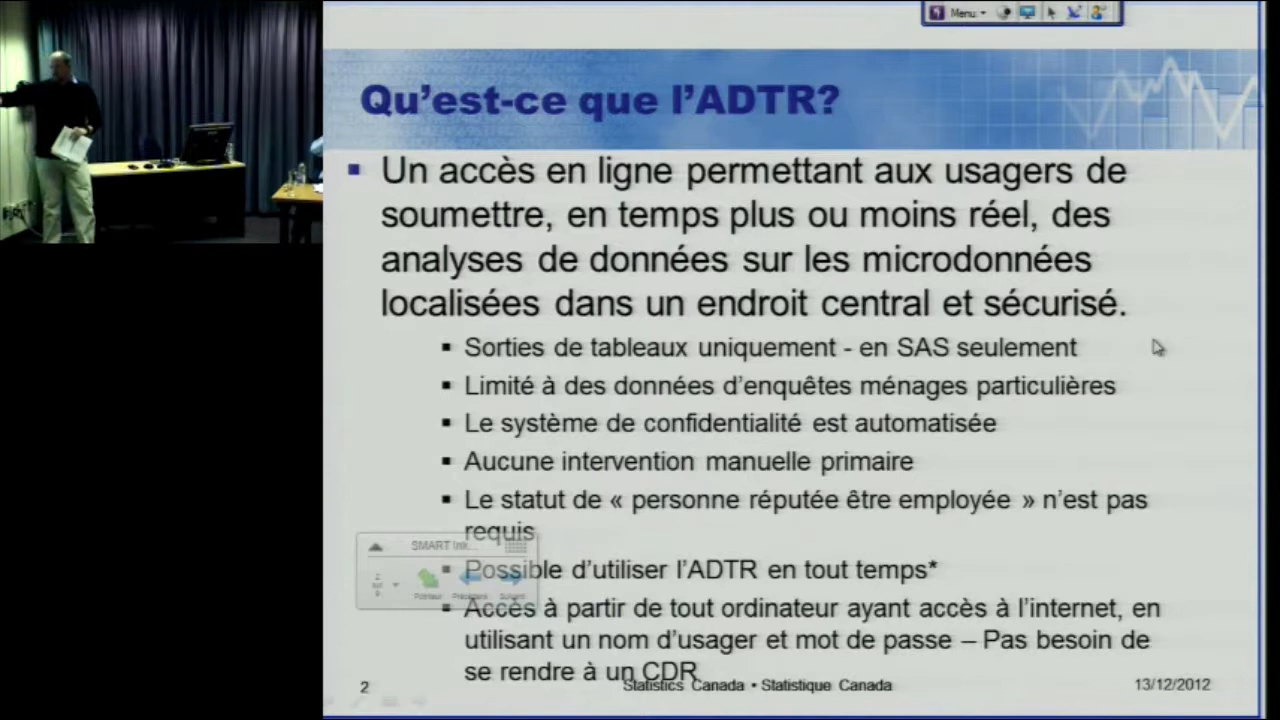 Menu
Qu'est-ce que l'ADTR?
Un accès en ligne permettant aux usagers de
soumettre, en temps plus ou moins réel, des
analyses de données sur les microdonnées
localisées dans un endroit central et sécurisé.
Sorties de tableaux uniquement - en SAS seulement
Limité à des données d'enquêtes ménages particulières
Le système de confidentialité est automatisée
Aucune intervention manuelle primaire
Le statut de « personne réputée être employée » n'est pas
requis
SMART Ink...
Possible d'utiliser l'ADTR en tout temps*
Accès à partir de tout ordinateur ayant accès à l'internet, en
utilisant un nom d'usager et mot de passe – Pas besoin de
se rendre à un CDR
2
Statistics Canada • Statistique Canada
13/12/2012